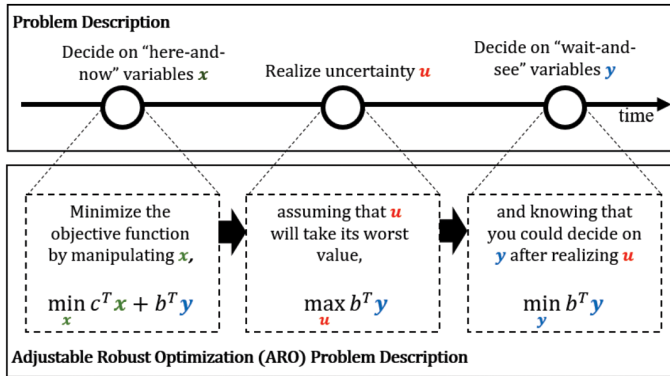 Problem Description
Decide on “here-and-
now” variables x
Realize uncertainty u
Decide on “wait-and-
see” variables y
time
Minimize the
objective function
by manipulating x,
min c^T x + b^T y
x
assuming that u
will take its worst
value,
max b^T y
u
and knowing that
you could decide on
y after realizing u
min b^T y
y
Adjustable Robust Optimization (ARO) Problem Description